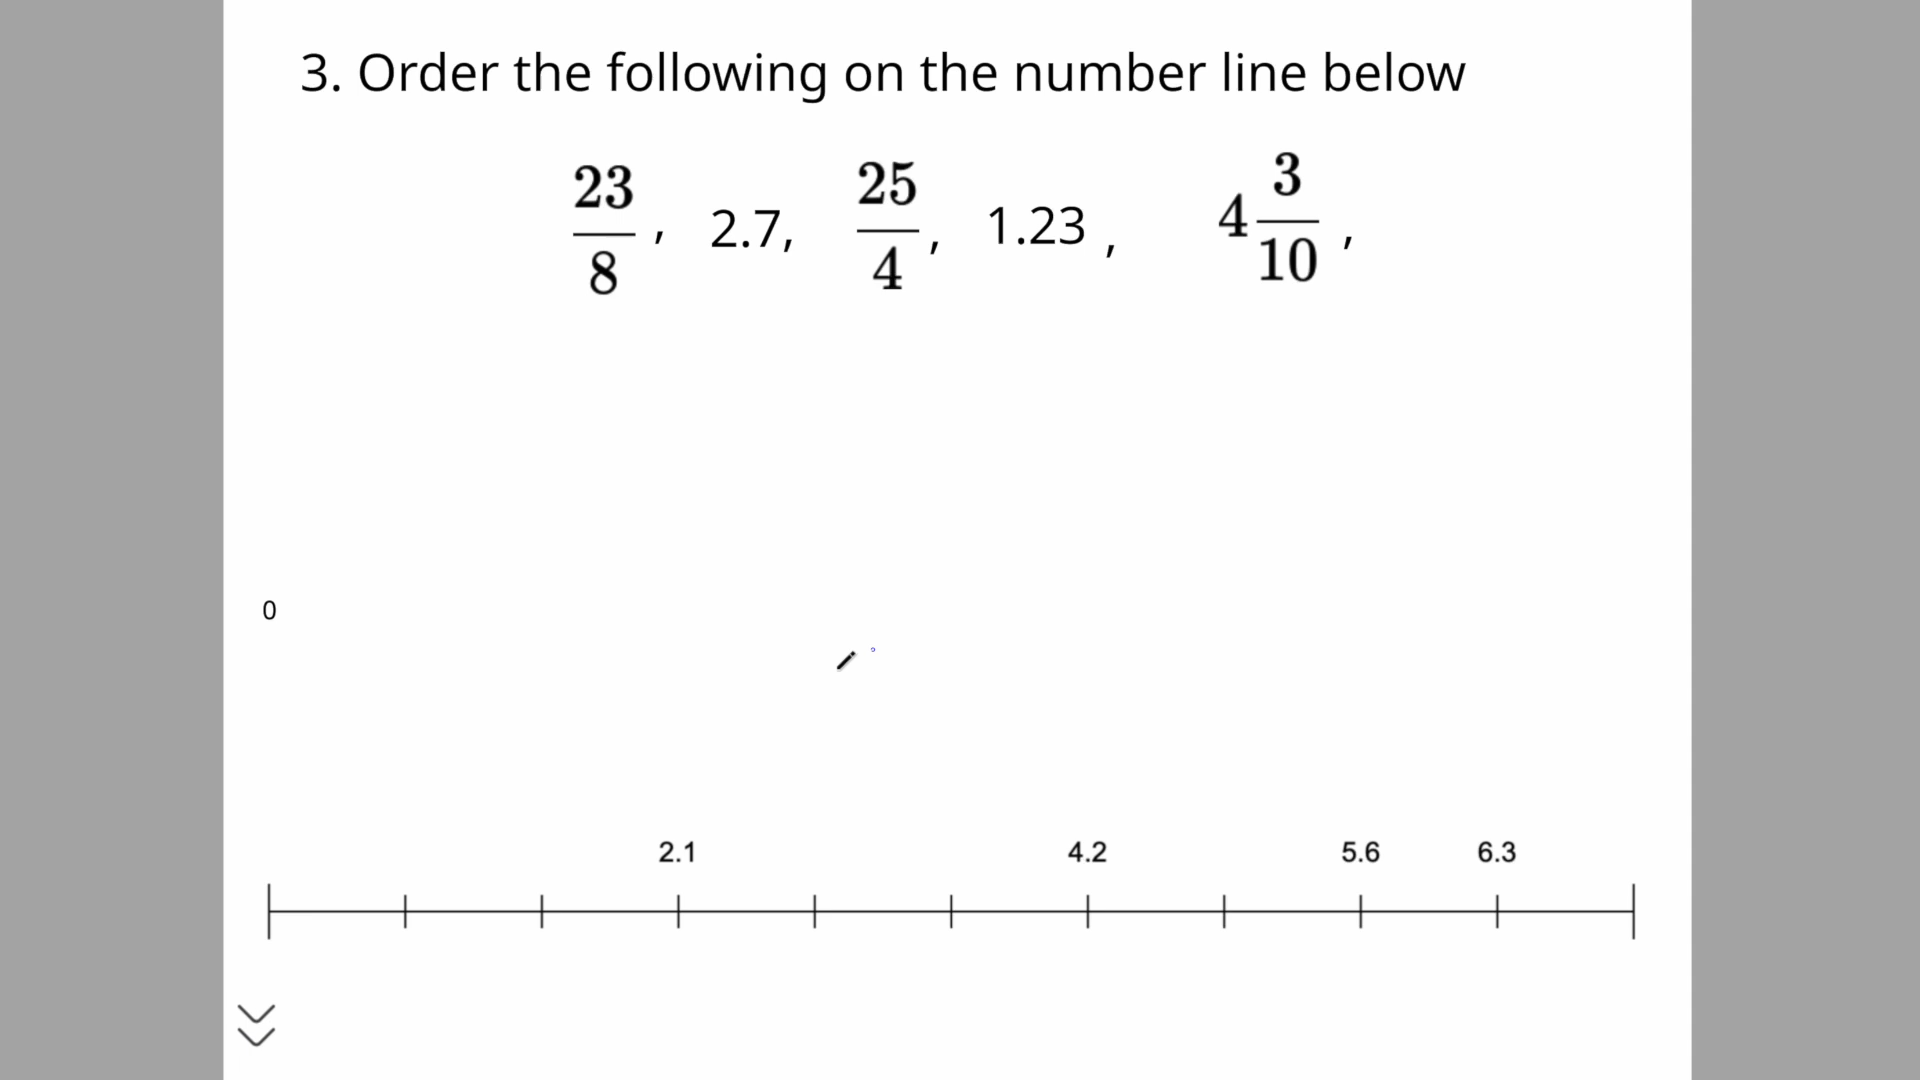 3. Order the following on the number line below
23/8 , 2.7, 25/4 , 1.23 , 4 3/10 ,
0
2.1 4.2 5.6 6.3